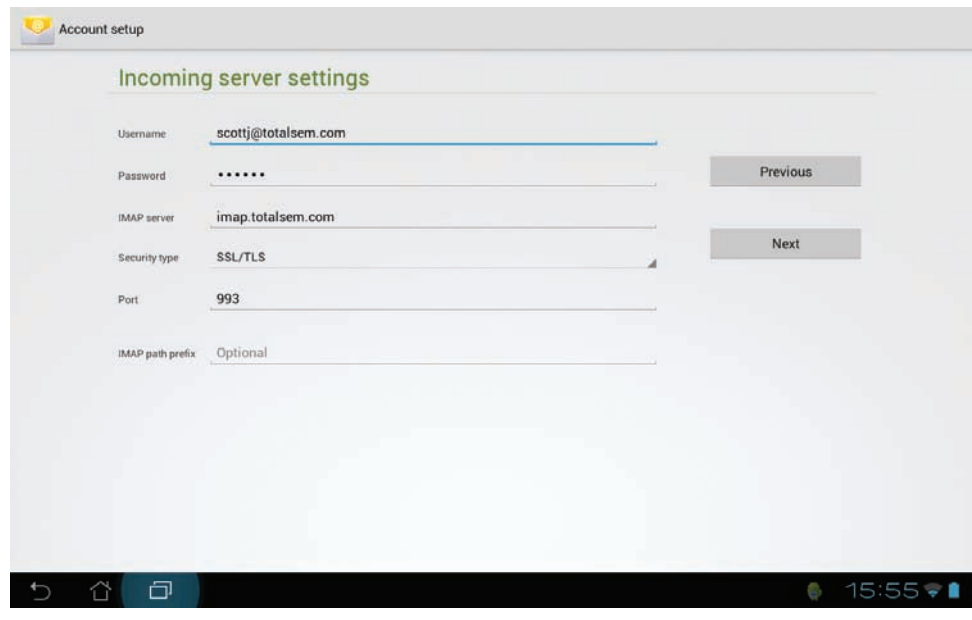 Account setup
Incoming server settings
Username scottj@totalsem.com
Password ••••••
Previous
IMAP server imap.totalsem.com
Next
Security type SSL/TLS
Port 993
IMAP path prefix Optional
15:55